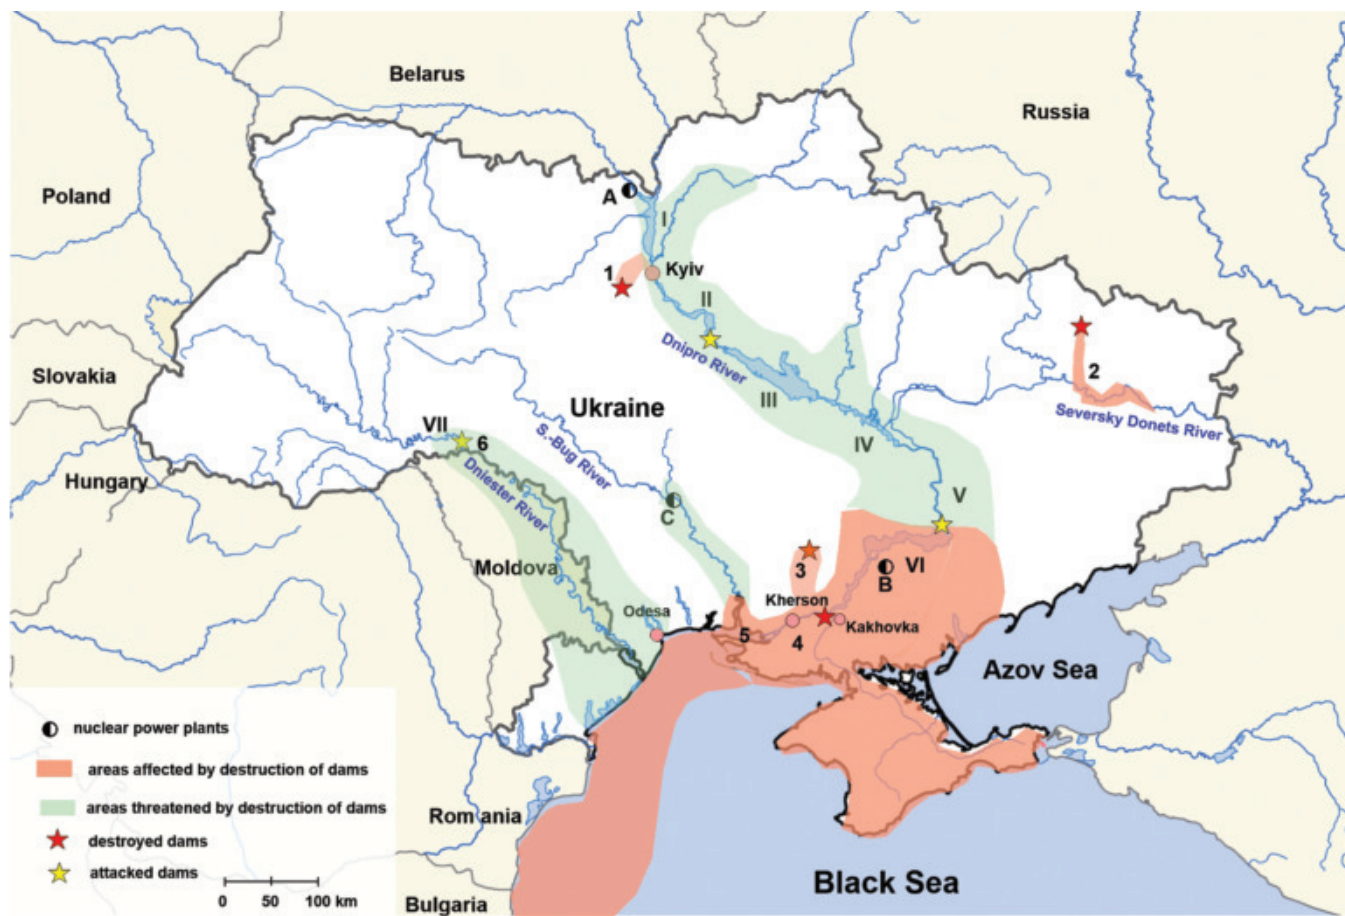 Belarus
Russia
Poland
A
I
1
Kyiv
II
Dnipro River
2
Slovakia
III
Seversky Donets River
Ukraine
IV
VII
6
S.-Bug River
Hungary
Dniester River
V
C
3
VI
B
Moldova
Kherson
Odesa
5
4
Kakhovka
Azov Sea
nuclear power plants
areas affected by destruction of dams
areas threatened by destruction of dams
Rom ania
destroyed dams
attacked dams
Black Sea
0 50 100 km
Bulgaria